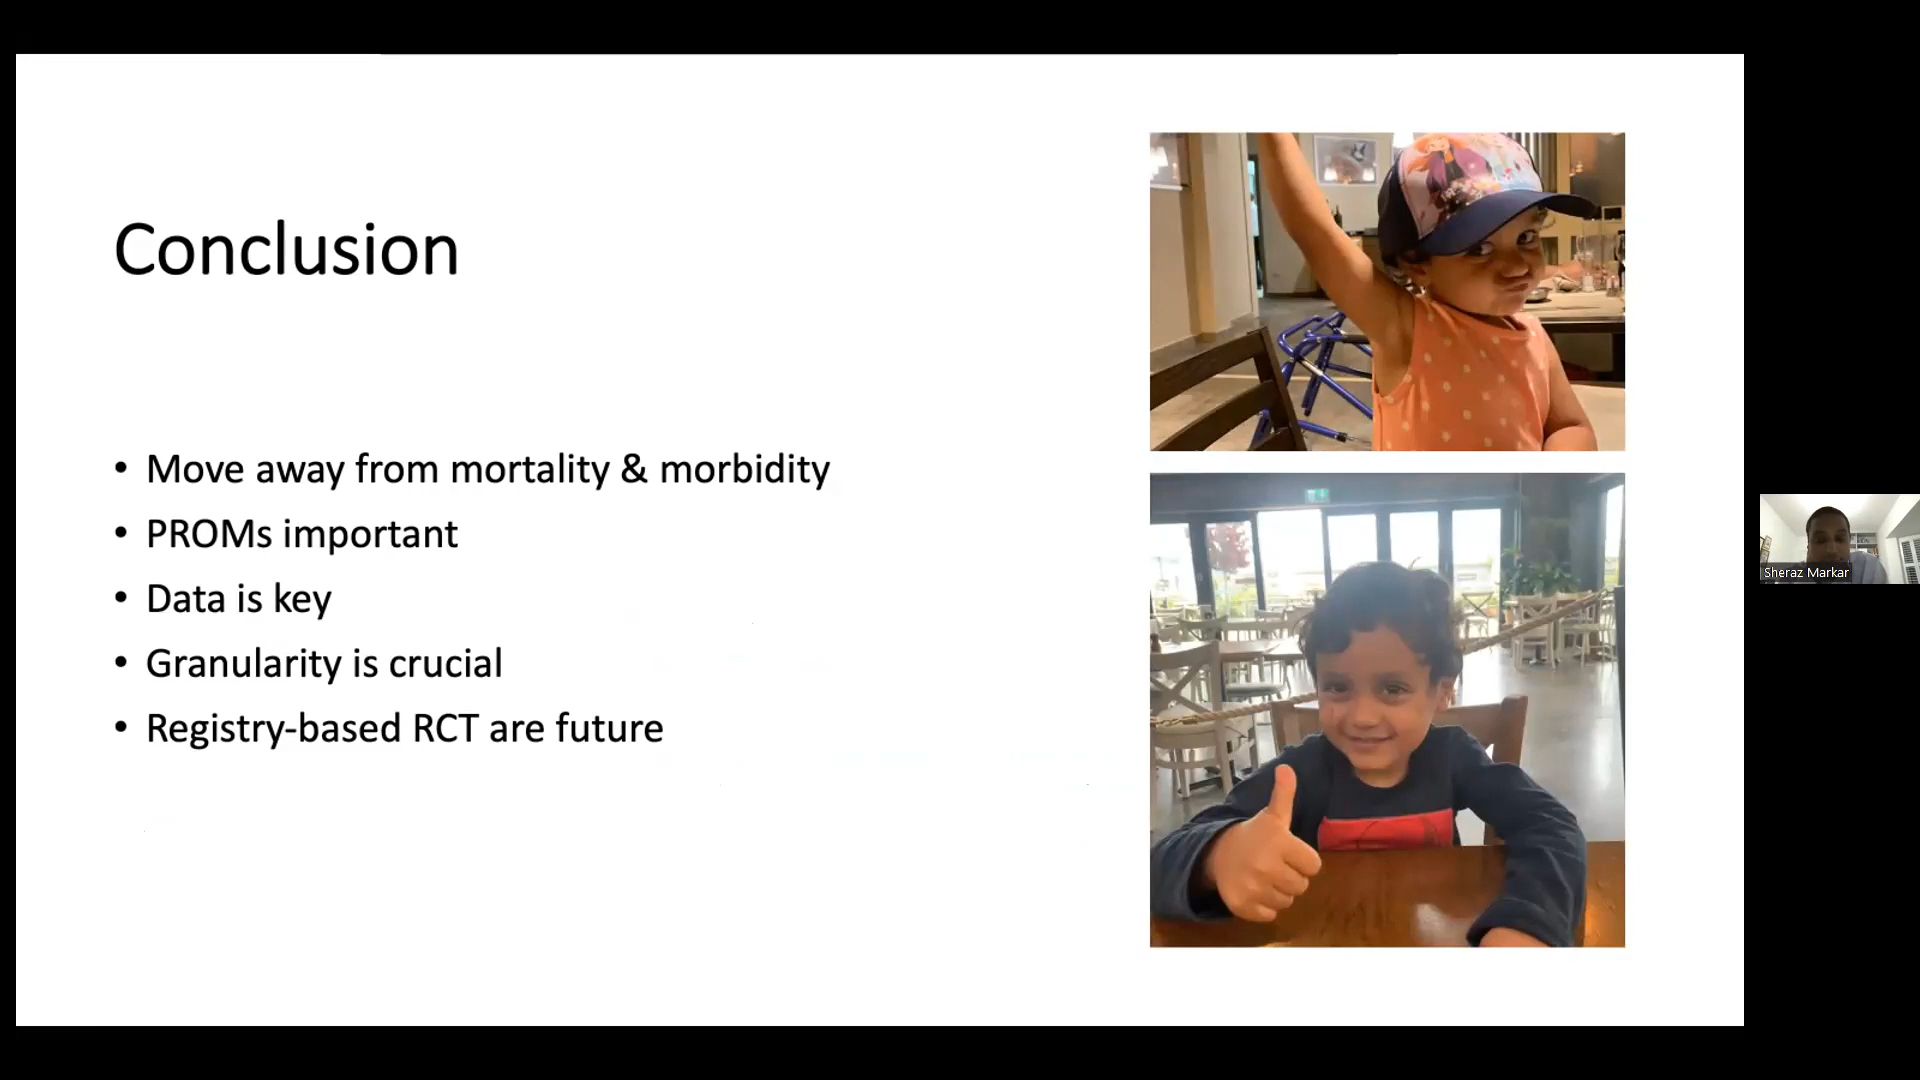 Conclusion
• Move away from mortality & morbidity
• PROMs important
• Data is key
• Granularity is crucial
• Registry-based RCT are future
Sheraz Markar